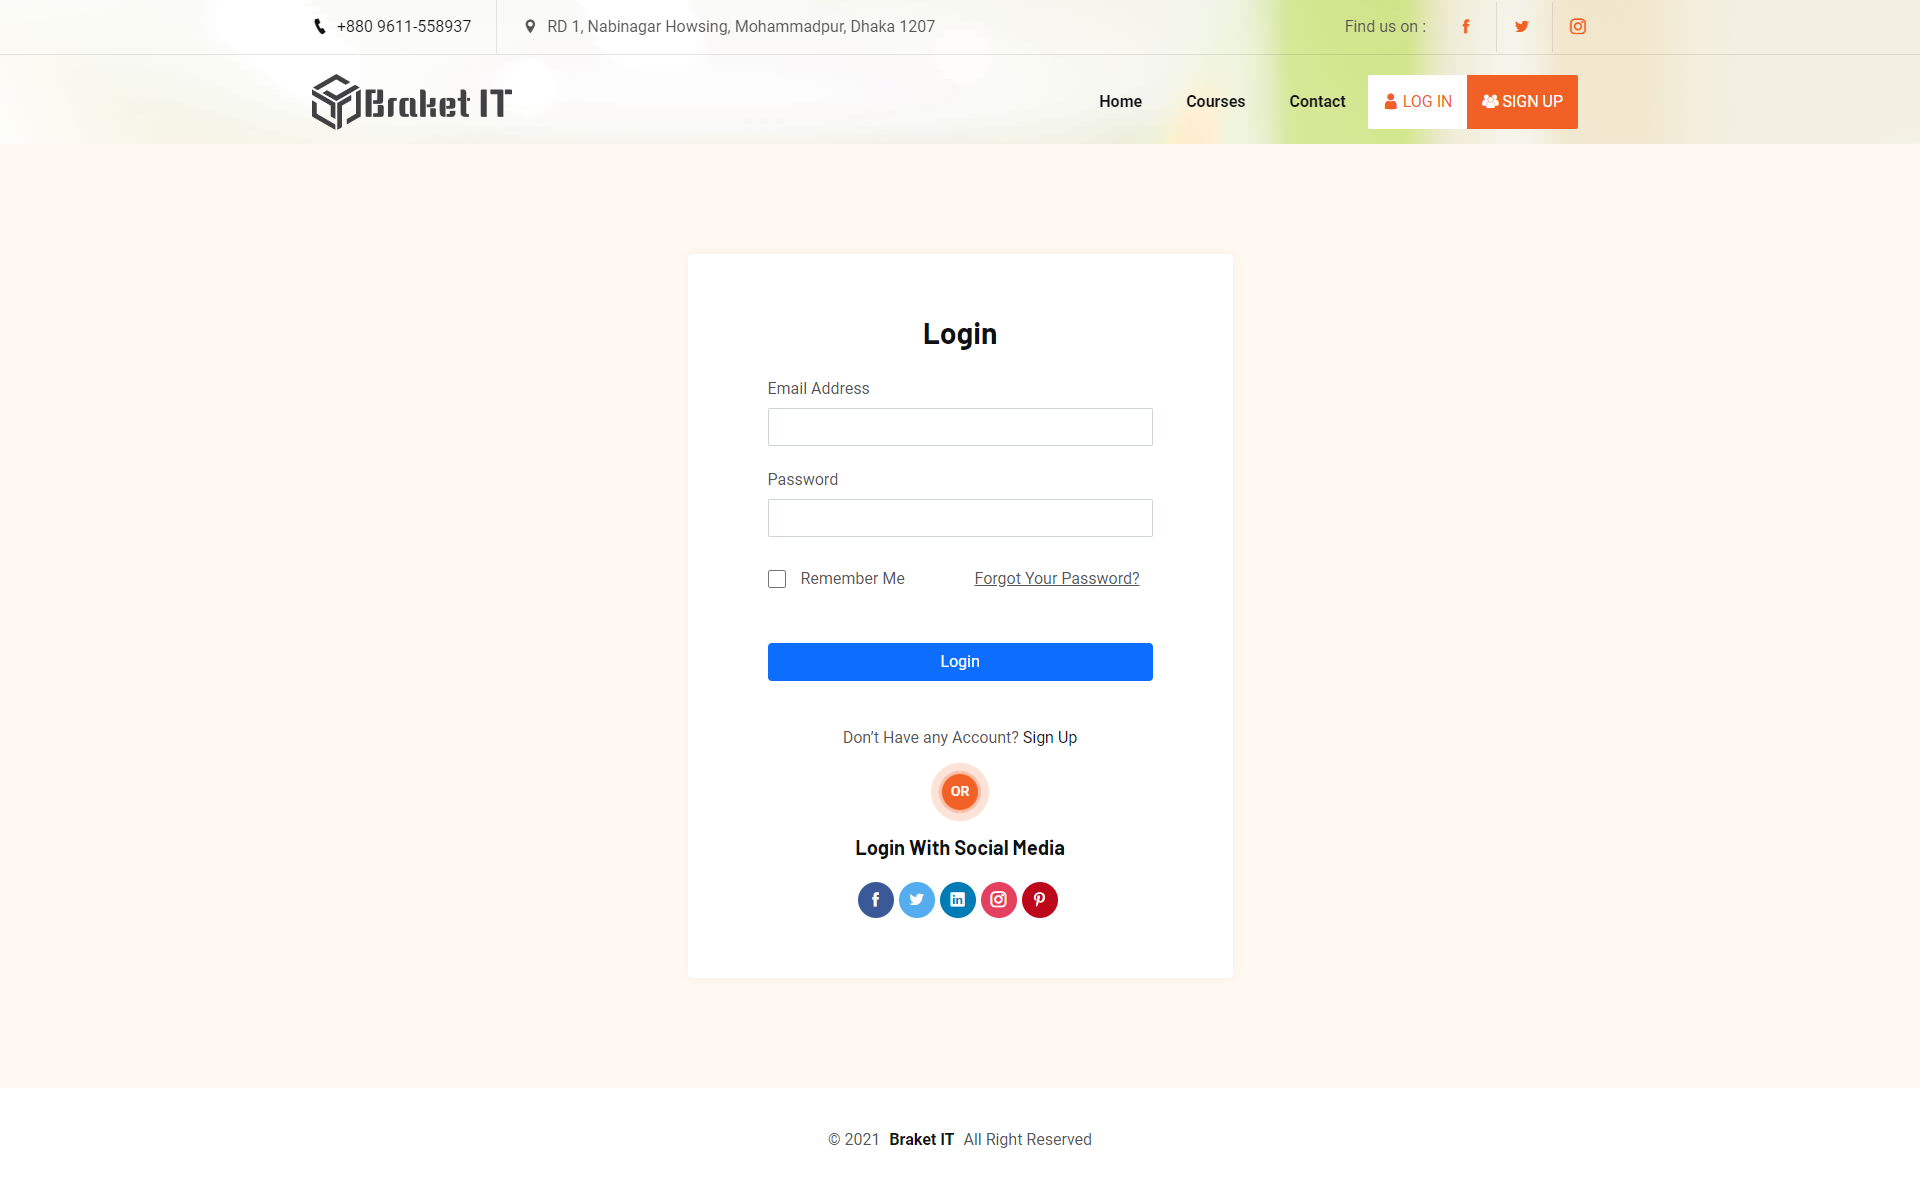 +880 9611-558937
RD 1, Nabinagar Howsing, Mohammadpur, Dhaka 1207
Find us on :
Braket IT
Home
Courses
Contact
LOG IN
SIGN UP
Login
Email Address
Password
Remember Me
Forgot Your Password?
Login
Don't Have any Account? Sign Up
OR
Login With Social Media
© 2021 Braket IT All Right Reserved